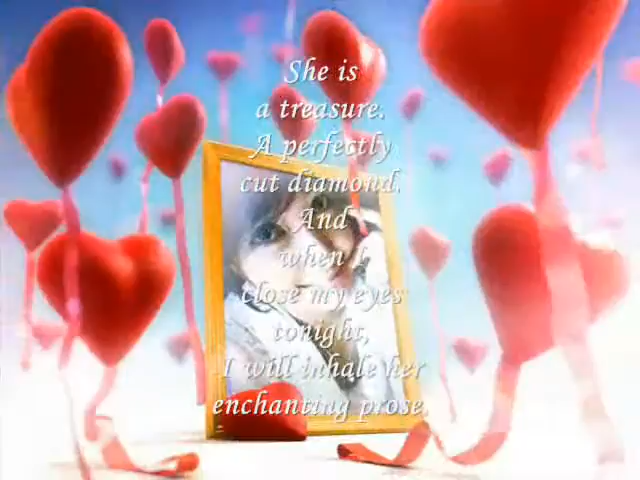 She is
a treasure.
A perfectly
cut diamond.
And
when I
close my eyes
tonight,
I will inhale her
enchanting prose.